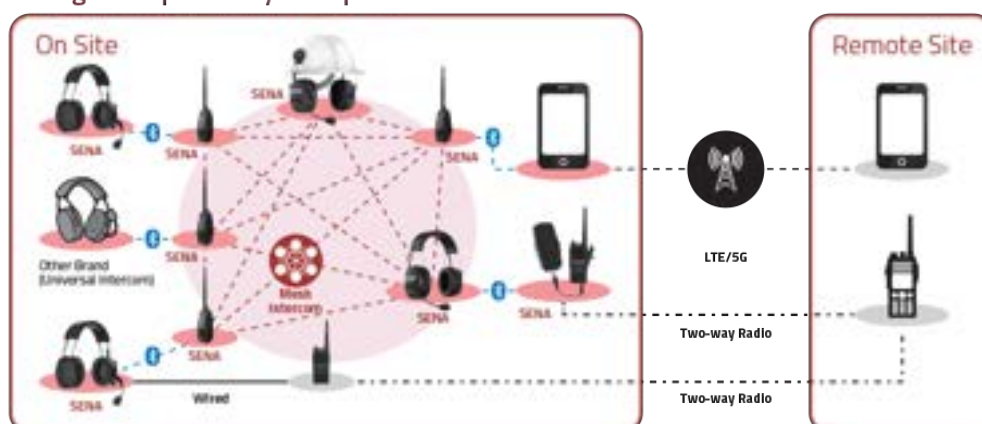 On Site
Remote Site
SENA
SENA
SENA
SENA
SENA
Other Brand
(Universal Intercom)
SENA
Mesh
Intercom
SENA
SENA
SENA
SENA
Wired
LTE/5G
Two-way Radio
Two-way Radio